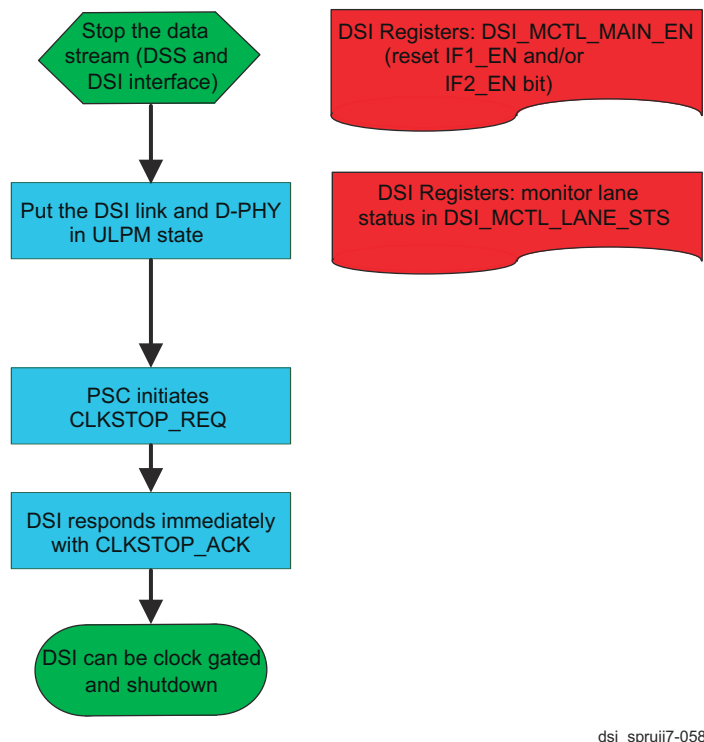 Stop the data
stream (DSS and
DSI interface)
DSI Registers: DSI_MCTL_MAIN_EN
(reset IF1_EN and/or
IF2_EN bit)
Put the DSI link and D-PHY
in ULPM state
DSI Registers: monitor lane
status in DSI_MCTL_LANE_STS
PSC initiates
CLKSTOP_REQ
DSI responds immediately
with CLKSTOP_ACK
DSI can be clock gated
and shutdown
dsi_spruij7-058